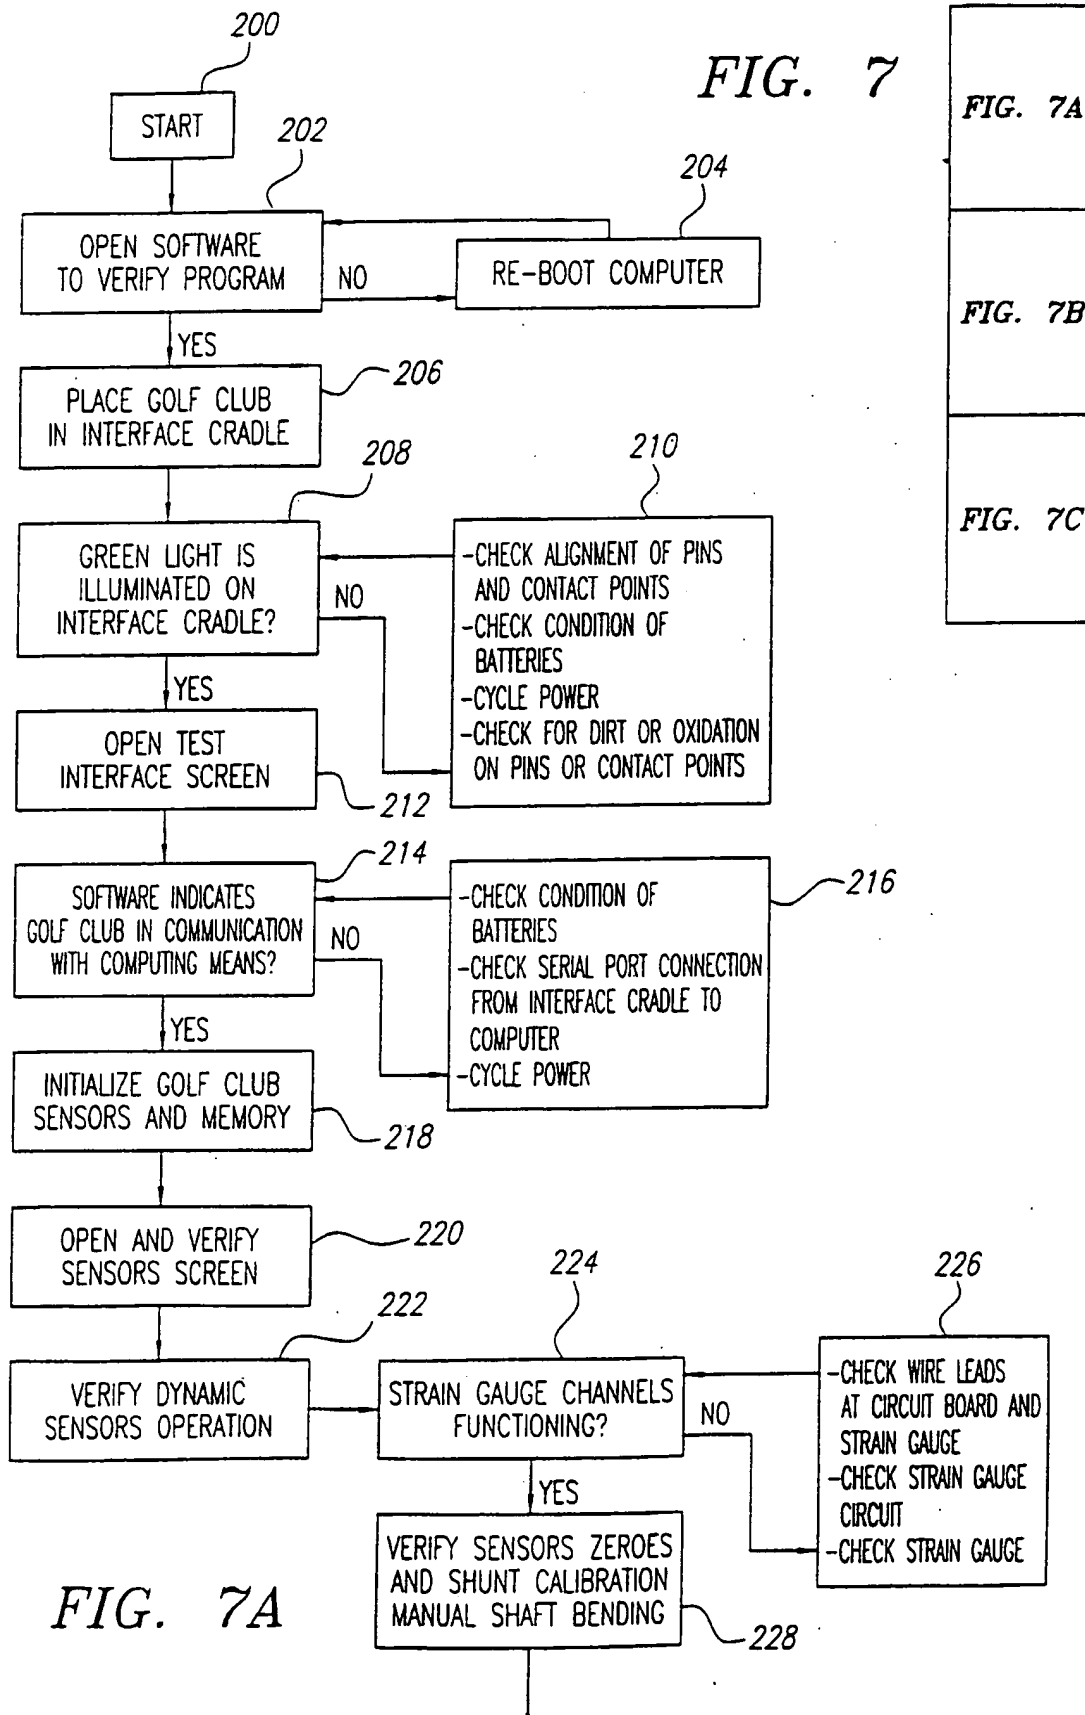 200
FIG. 7
START
FIG. 7A
202
204
OPEN SOFTWARE
TO VERIFY PROGRAM
NO
RE-BOOT COMPUTER
FIG. 7B
YES
206
PLACE GOLF CLUB
IN INTERFACE CRADLE
208
210
FIG. 7C
GREEN LIGHT IS
ILLUMINATED ON
INTERFACE CRADLE?
NO
-CHECK ALIGNMENT OF PINS
AND CONTACT POINTS
-CHECK CONDITION OF
BATTERIES
-CYCLE POWER
-CHECK FOR DIRT OR OXIDATION
ON PINS OR CONTACT POINTS
YES
OPEN TEST
INTERFACE SCREEN
212
214
216
SOFTWARE INDICATES
GOLF CLUB IN COMMUNICATION
WITH COMPUTING MEANS?
NO
-CHECK CONDITION OF
BATTERIES
-CHECK SERIAL PORT CONNECTION
FROM INTERFACE CRADLE TO
COMPUTER
-CYCLE POWER
YES
INITIALIZE GOLF CLUB
SENSORS AND MEMORY
218
OPEN AND VERIFY
SENSORS SCREEN
220
222
224
226
VERIFY DYNAMIC
SENSORS OPERATION
STRAIN GAUGE CHANNELS
FUNCTIONING?
NO
-CHECK WIRE LEADS
AT CIRCUIT BOARD AND
STRAIN GAUGE
-CHECK STRAIN GAUGE
CIRCUIT
-CHECK STRAIN GAUGE
YES
VERIFY SENSORS ZEROES
AND SHUNT CALIBRATION
MANUAL SHAFT BENDING
228
FIG. 7A